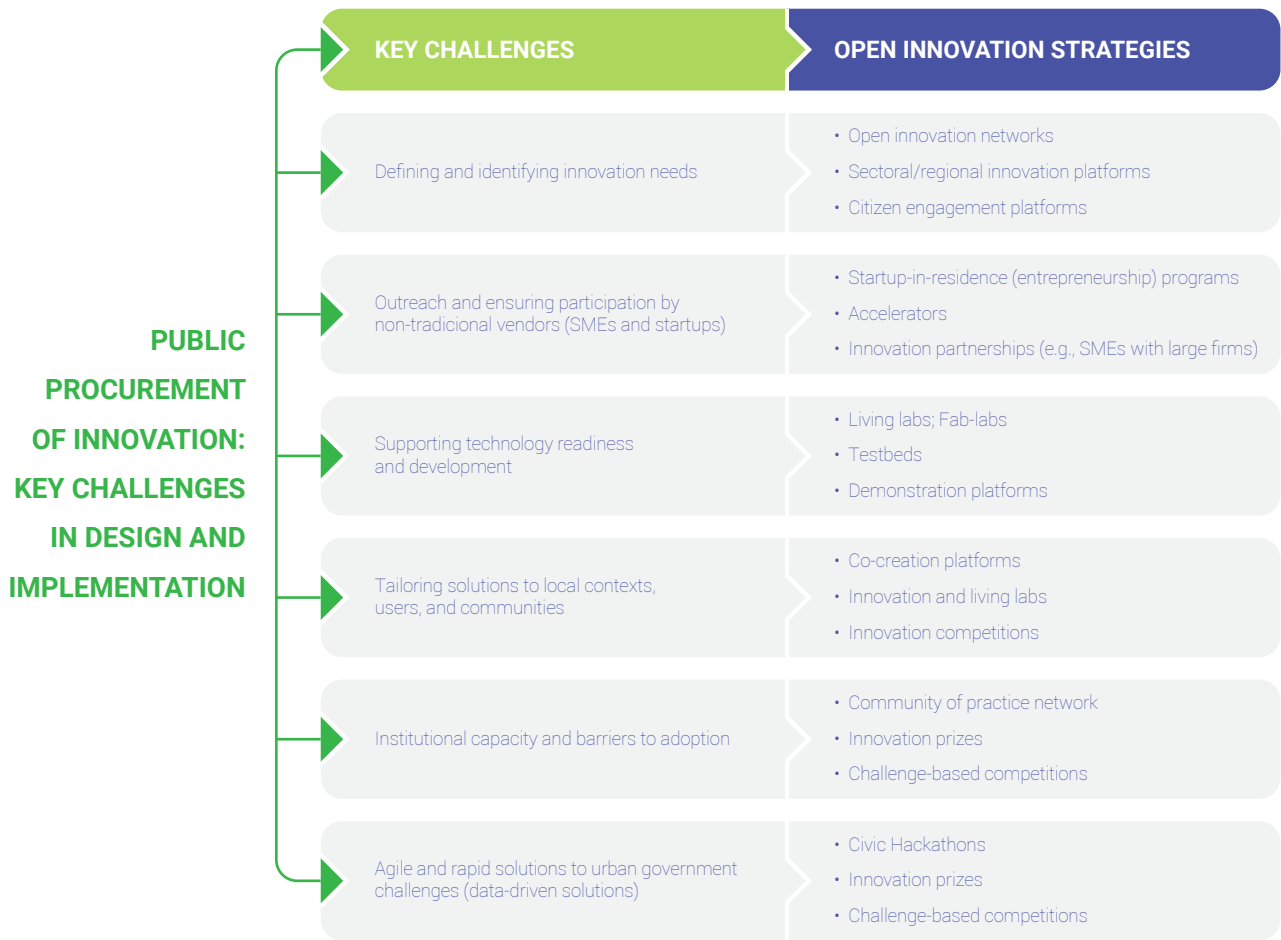 PUBLIC
PROCUREMENT
OF INNOVATION:
KEY CHALLENGES
IN DESIGN AND
IMPLEMENTATION
KEY CHALLENGES
OPEN INNOVATION STRATEGIES
Defining and identifying innovation needs
• Open innovation networks
• Sectoral/regional innovation platforms
• Citizen engagement platforms
Outreach and ensuring participation by
non-tradicional vendors (SMEs and startups)
• Startup-in-residence (entrepreneurship) programs
• Accelerators
• Innovation partnerships (e.g., SMEs with large firms)
Supporting technology readiness
and development
• Living labs; Fab-labs
• Testbeds
• Demonstration platforms
Tailoring solutions to local contexts,
users, and communities
• Co-creation platforms
• Innovation and living labs
• Innovation competitions
Institutional capacity and barriers to adoption
• Community of practice network
• Innovation prizes
• Challenge-based competitions
Agile and rapid solutions to urban government
challenges (data-driven solutions)
• Civic Hackathons
• Innovation prizes
• Challenge-based competitions